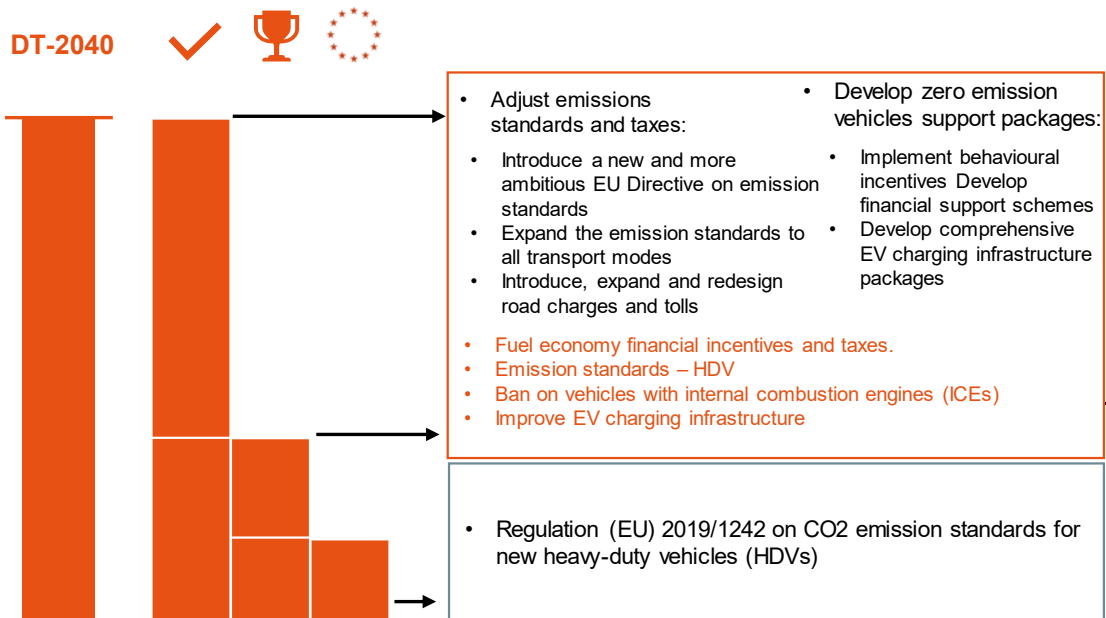 DT-2040
• Adjust emissions
standards and taxes:
• Introduce a new and more
ambitious EU Directive on emission
standards
• Expand the emission standards to
all transport modes
• Introduce, expand and redesign
road charges and tolls
• Develop zero emission
vehicles support packages:
• Implement behavioural
incentives Develop
financial support schemes
• Develop comprehensive
EV charging infrastructure
packages
• Fuel economy financial incentives and taxes.
• Emission standards – HDV
• Ban on vehicles with internal combustion engines (ICEs)
• Improve EV charging infrastructure
• Regulation (EU) 2019/1242 on CO2 emission standards for
new heavy-duty vehicles (HDVs)